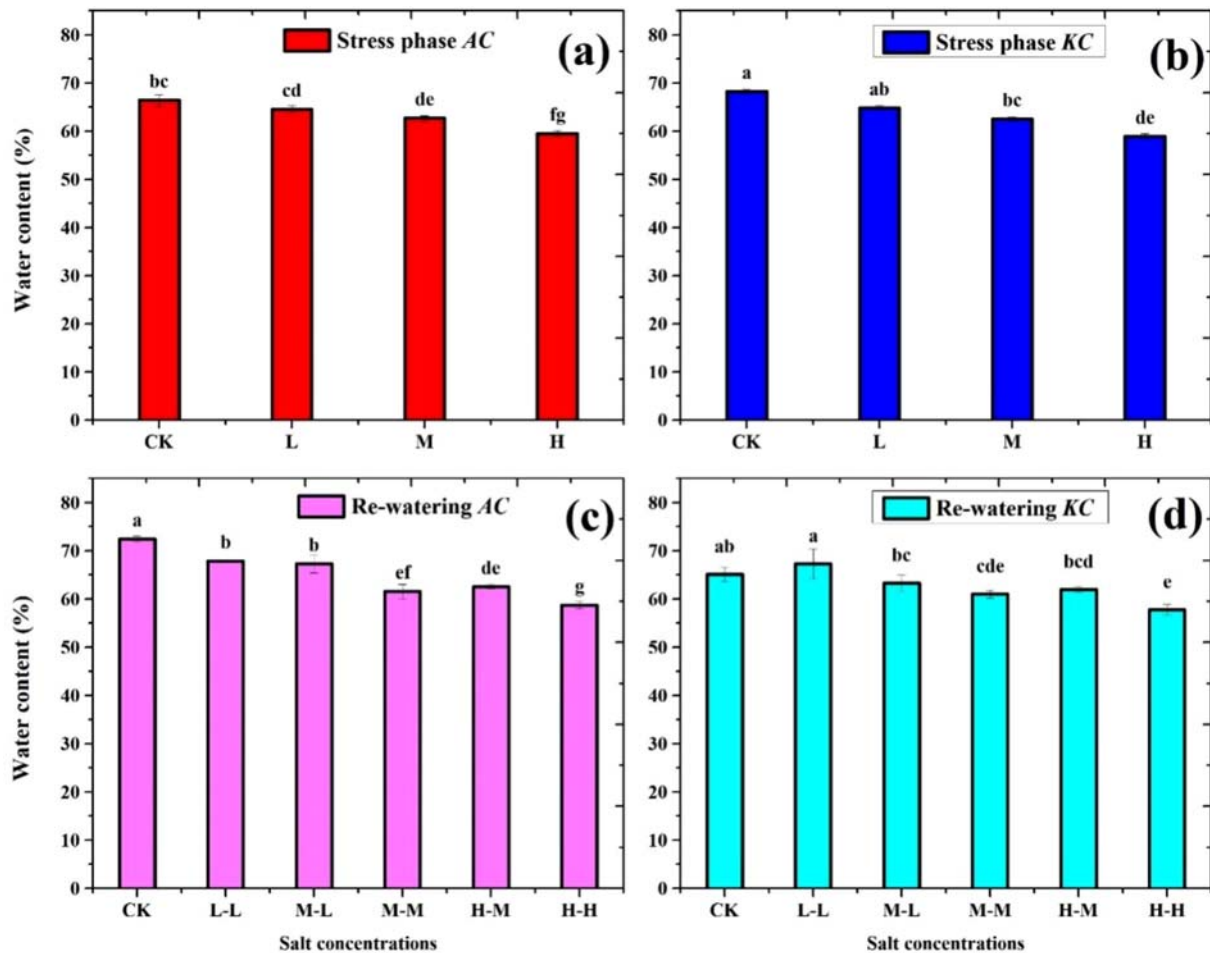 Stress phase AC
(a)
80
70
60
50
40
30
20
10
0
Water content (%)
bc
cd
de
fg
CK
L
M
H
Stress phase KC
(b)
80
70
60
50
40
30
20
10
0
a
ab
bc
de
CK
L
M
H
Re-watering AC
(c)
80
70
60
50
40
30
20
10
0
Water content (%)
a
b
b
ef
de
g
CK
L-L
M-L
M-M
H-M
H-H
Salt concentrations
Re-watering KC
(d)
80
70
60
50
40
30
20
10
0
ab
a
bc
cde
bcd
e
CK
L-L
M-L
M-M
H-M
H-H
Salt concentrations